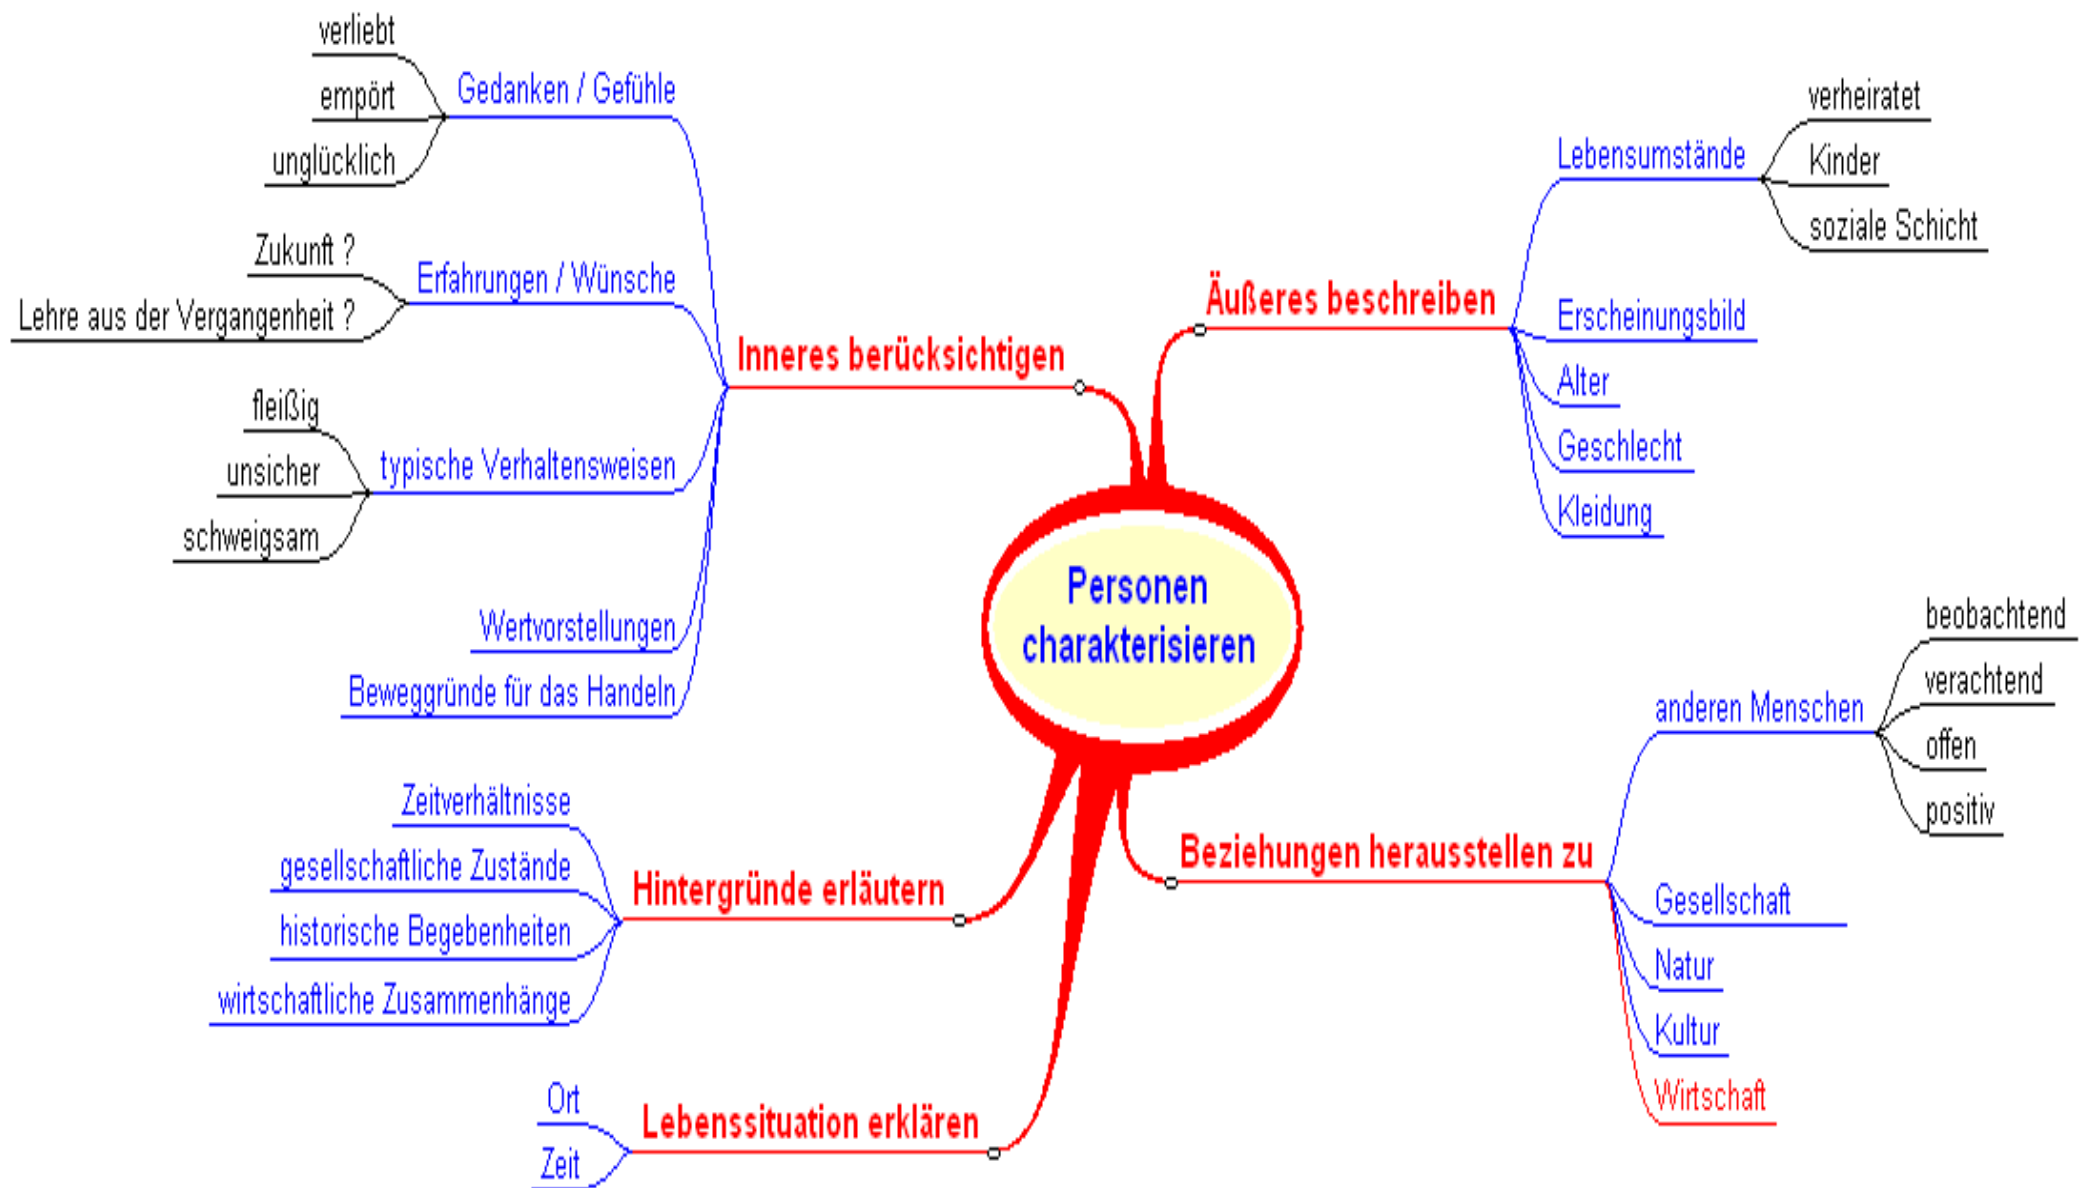 Personen
charakterisieren
Äußeres beschreiben
Lebensumstände
verheiratet
Kinder
soziale Schicht
Erscheinungsbild
Alter
Geschlecht
Kleidung
Beziehungen herausstellen zu
anderen Menschen
beobachtend
verachtend
offen
positiv
Gesellschaft
Natur
Kultur
Wirtschaft
Lebenssituation erklären
Ort
Zeit
Hintergründe erläutern
Zeitverhältnisse
gesellschaftliche Zustände
historische Begebenheiten
wirtschaftliche Zusammenhänge
Inneres berücksichtigen
Gedanken / Gefühle
verliebt
empört
unglücklich
Erfahrungen / Wünsche
Zukunft ?
Lehre aus der Vergangenheit ?
typische Verhaltensweisen
fleißig
unsicher
schweigsam
Wertvorstellungen
Beweggründe für das Handeln